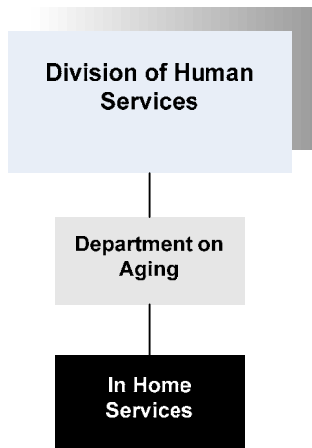 Division of Human
Services
Department on
Aging
In Home
Services